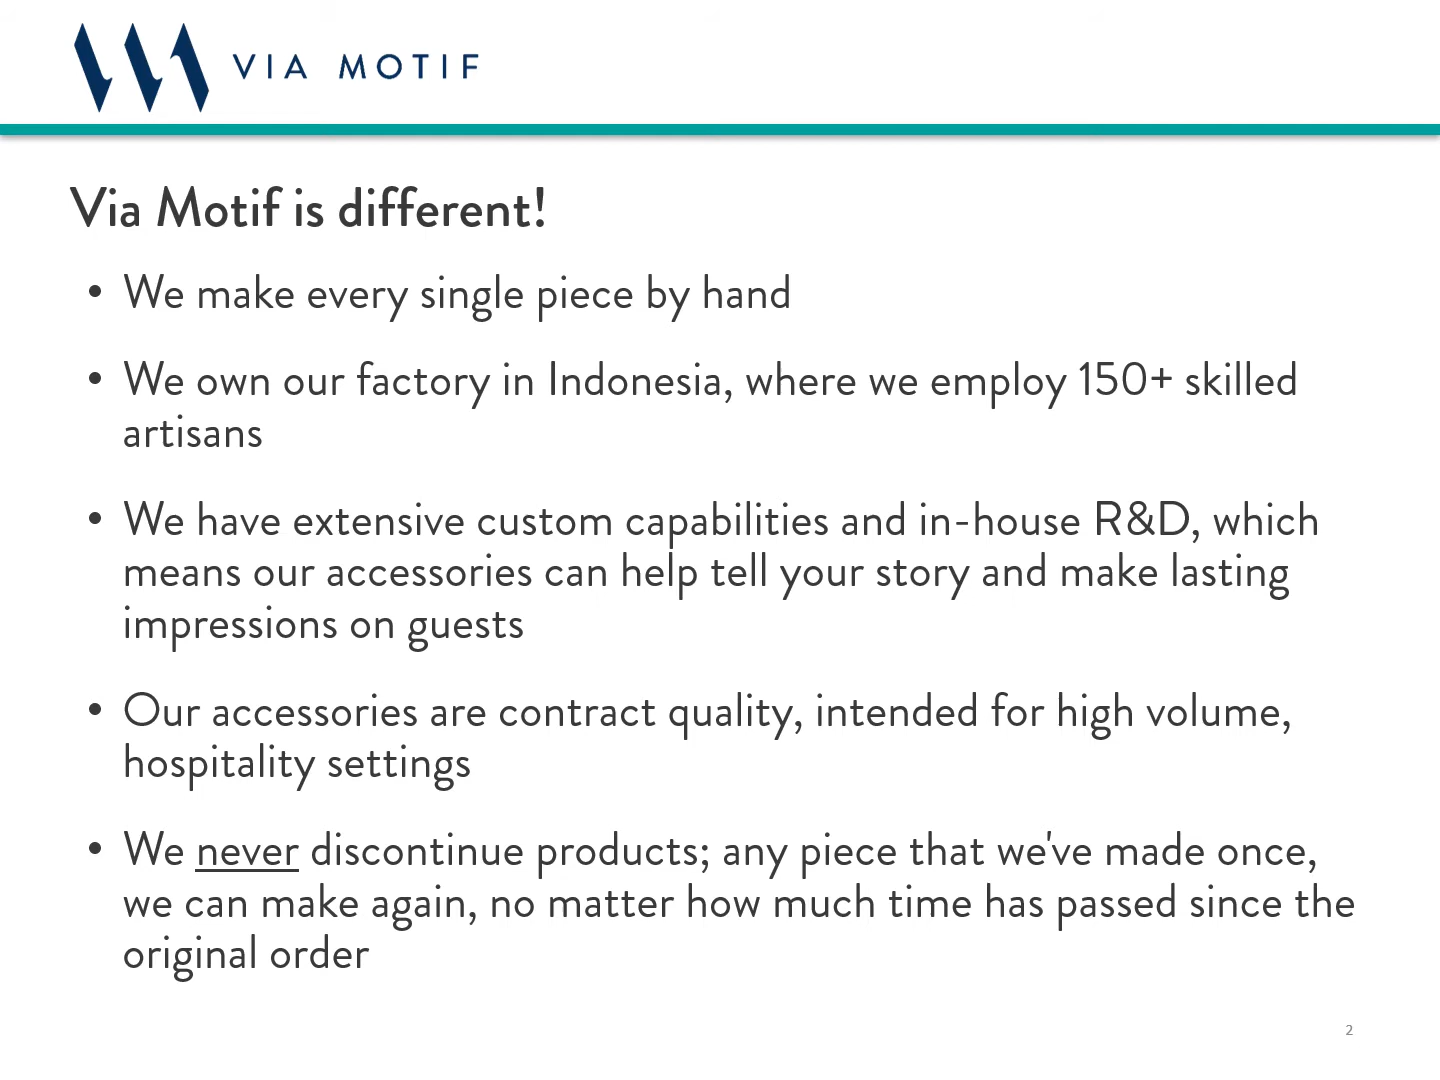 VIA MOTIF
Via Motif is different!
• We make every single piece by hand
• We own our factory in Indonesia, where we employ 150+ skilled
artisans
• We have extensive custom capabilities and in-house R&D, which
means our accessories can help tell your story and make lasting
impressions on guests
• Our accessories are contract quality, intended for high volume,
hospitality settings
• We never discontinue products; any piece that we've made once,
we can make again, no matter how much time has passed since the
original order
2